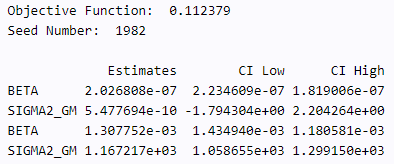 Objective Function:  0.112379
Seed Number:  1982
Estimates CI Low CI High
BETA 2.026808e-07 2.234609e-07 1.819006e-07
SIGMA2_GM 5.477694e-10 -1.794304e+00 2.204264e+00
BETA 1.307752e-03 1.434940e-03 1.180581e-03
SIGMA2_GM 1.167217e+03 1.058655e+03 1.299150e+03